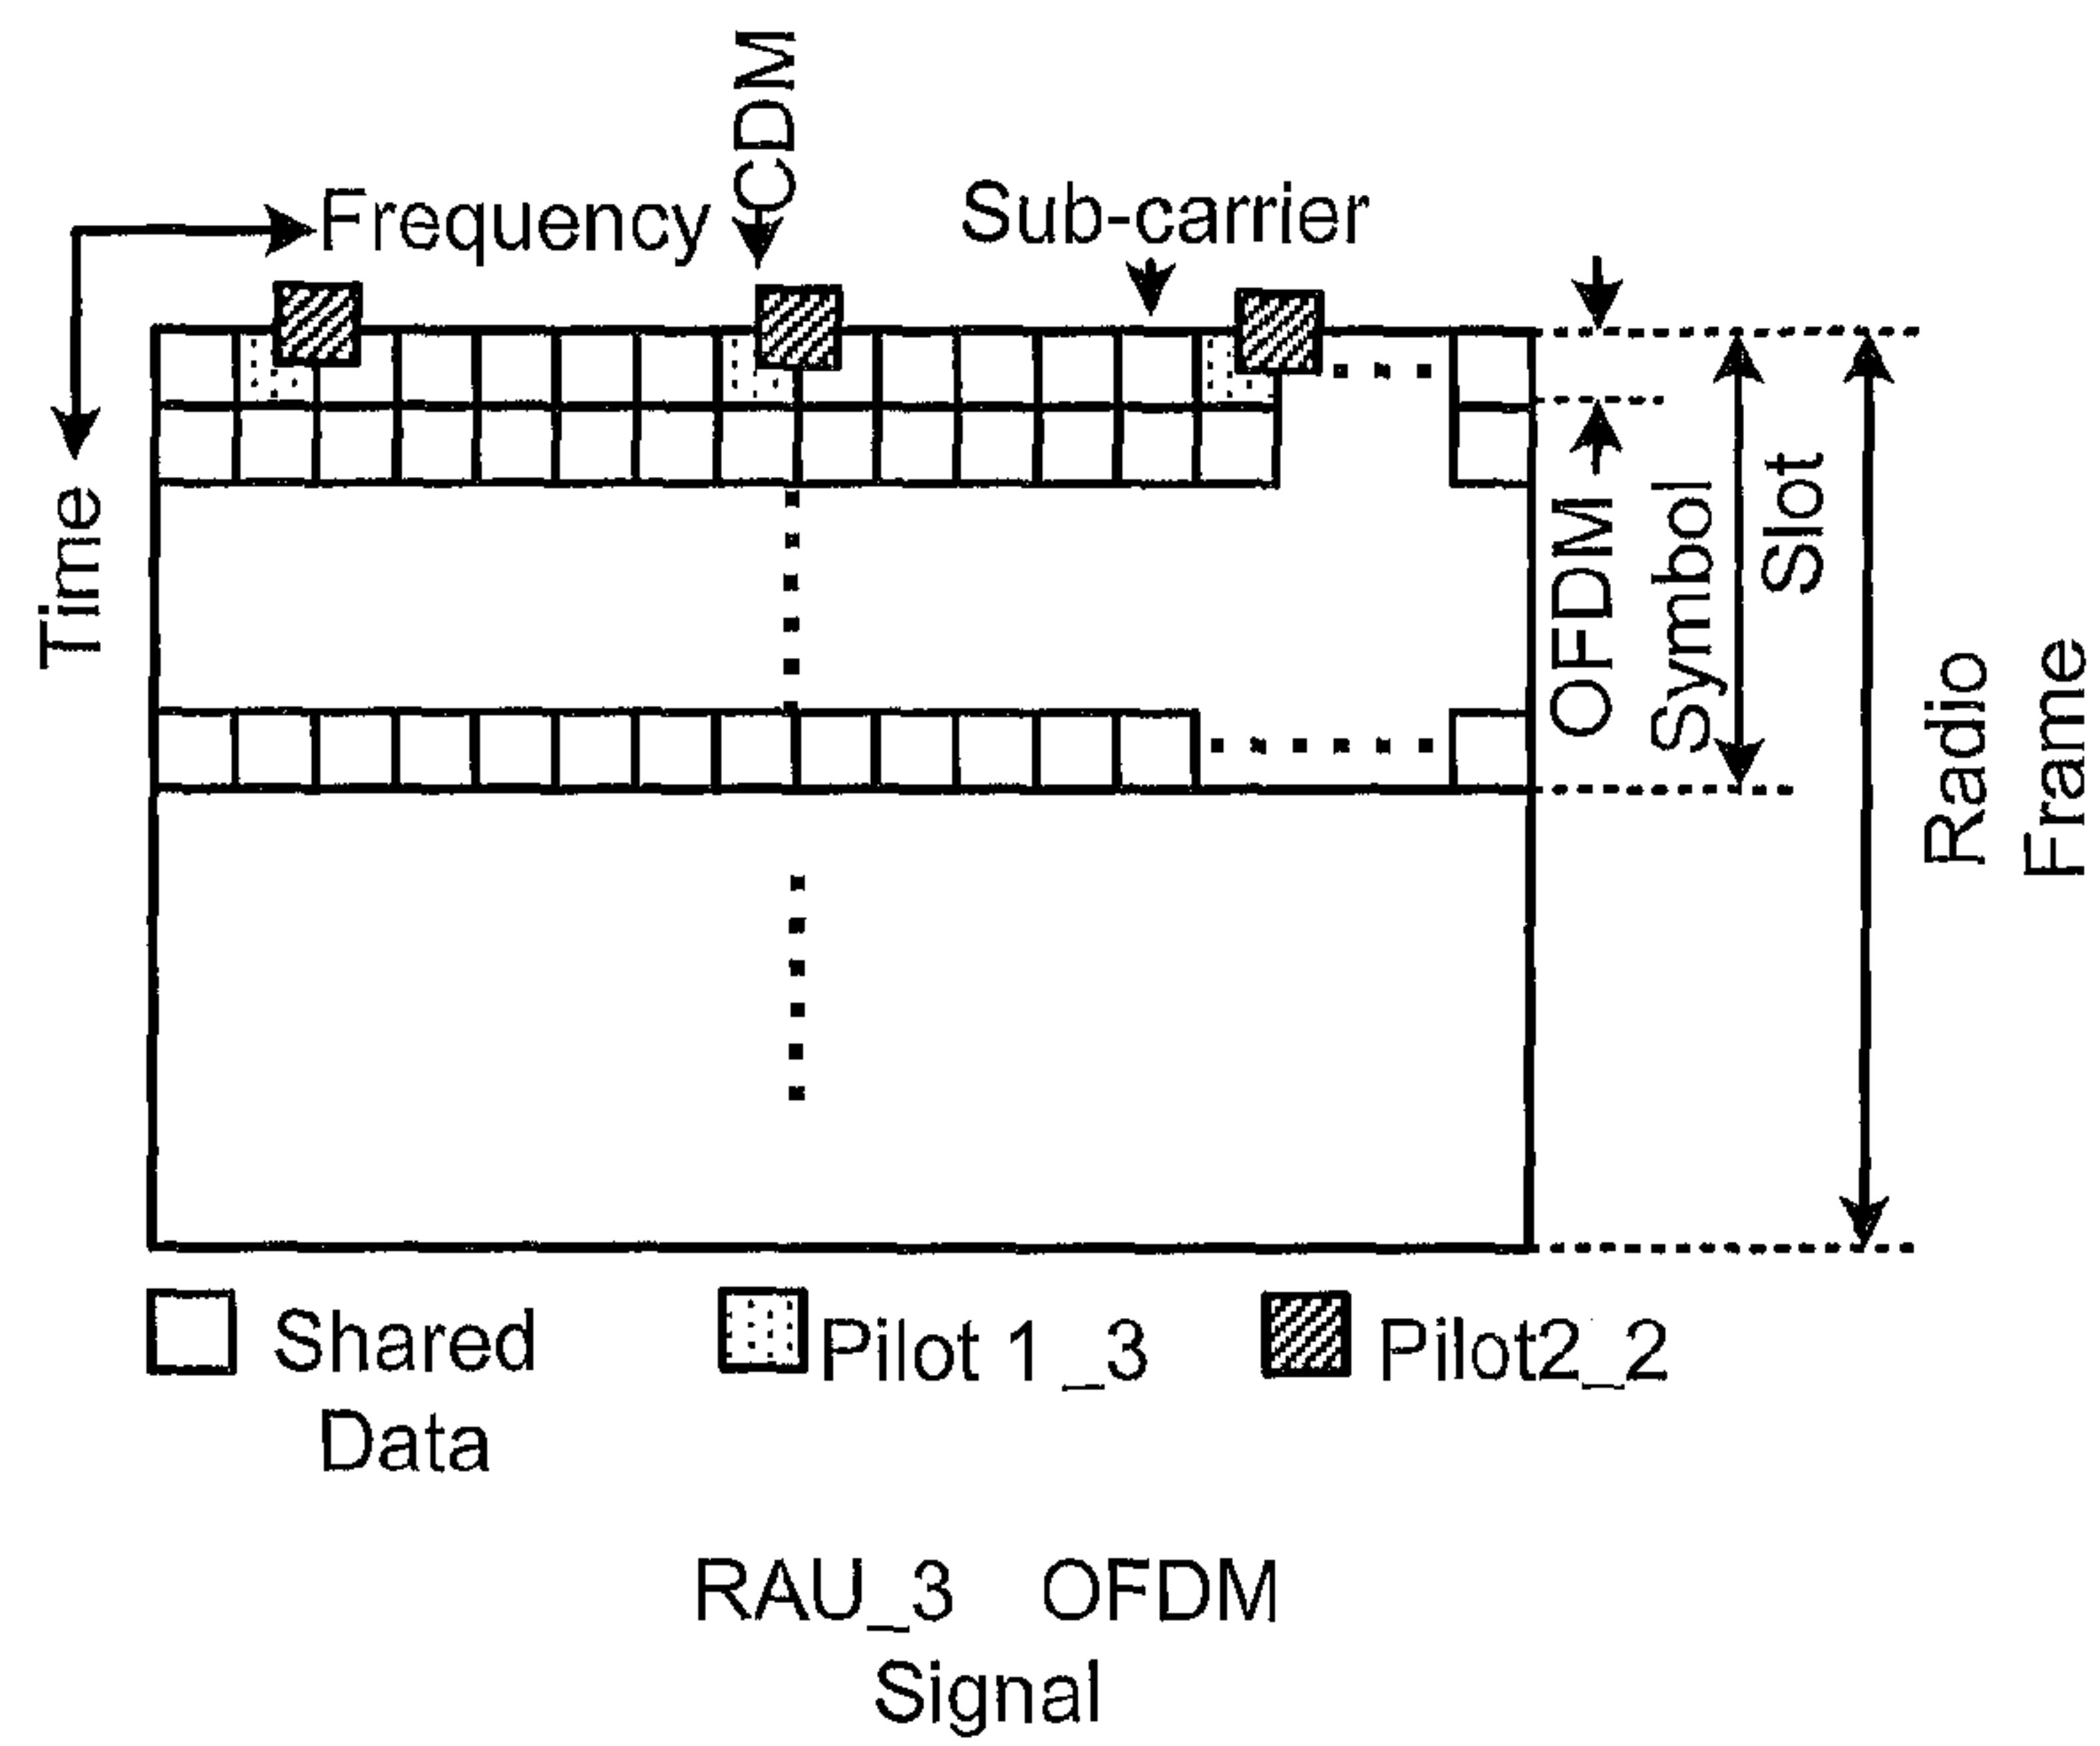 CDM
Frequency
Sub-carrier
Time
OFDM
Symbol
Slot
Radio
Frame
Shared
Data
Pilot 1_3
Pilot2_2
RAU_3 OFDM
Signal